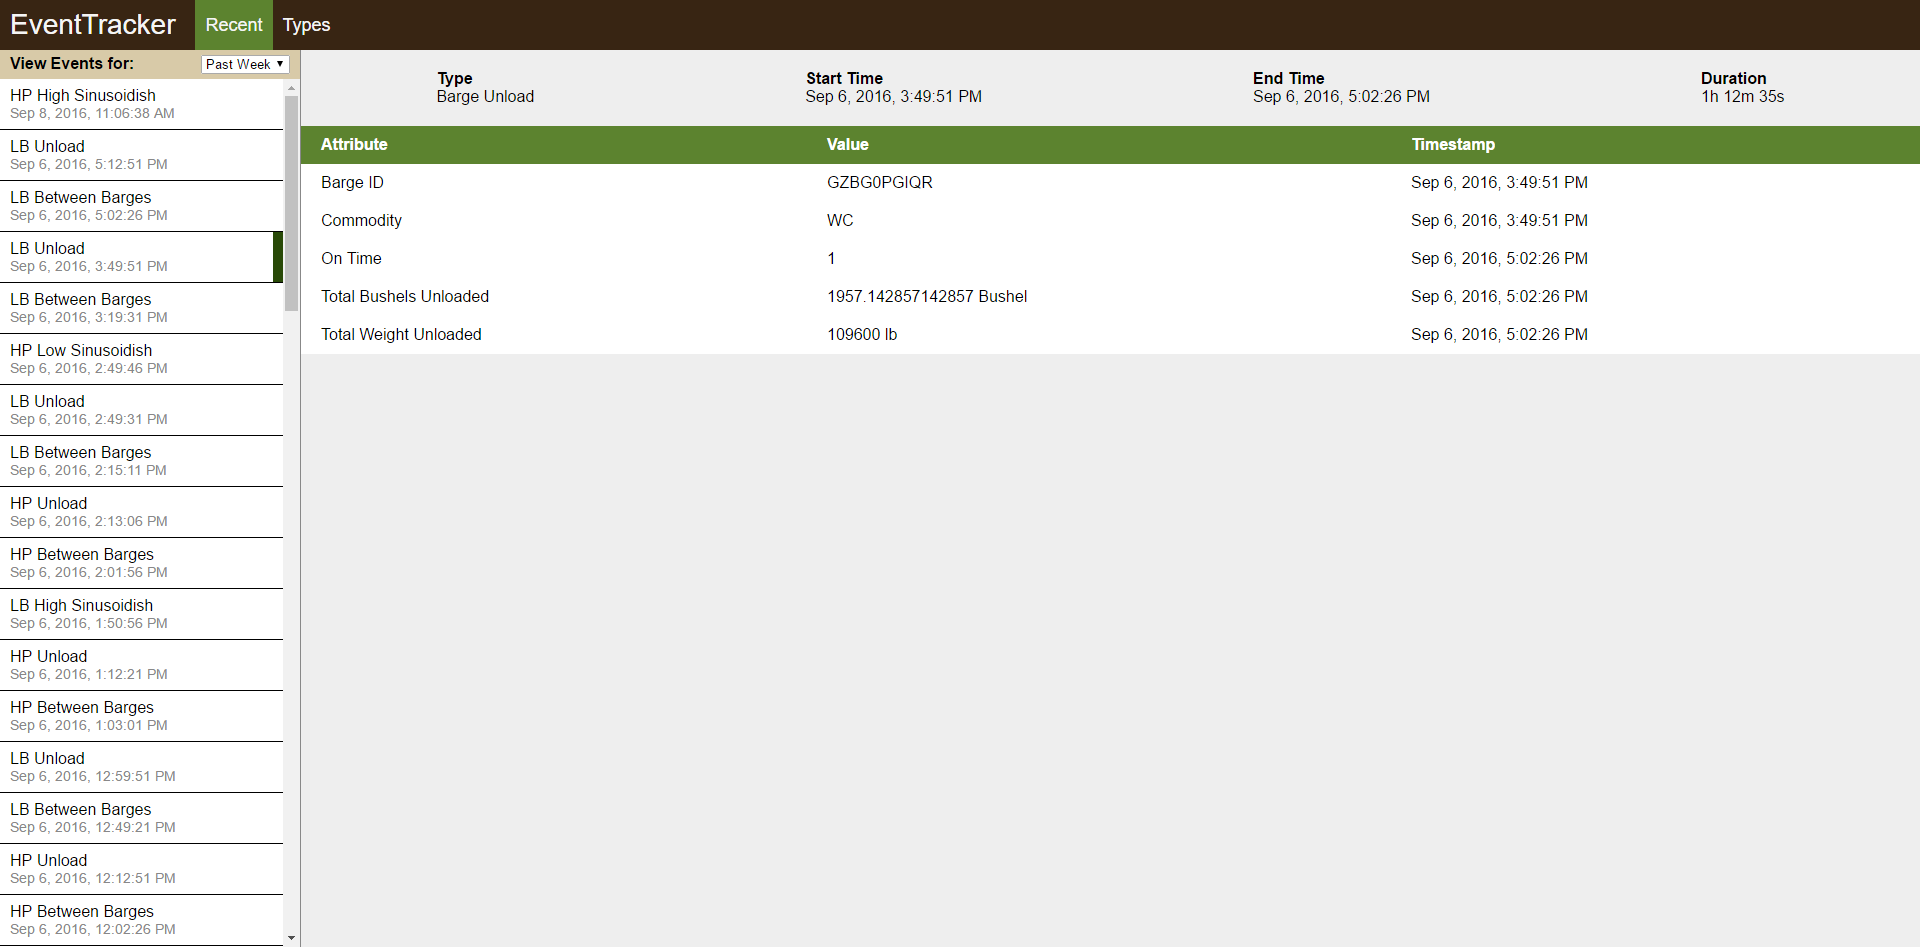 EventTracker Recent Types
View Events for: Past Week
HP High Sinusoidish
Sep 8, 2016, 11:06:38 AM
LB Unload
Sep 6, 2016, 5:12:51 PM
LB Between Barges
Sep 6, 2016, 5:02:26 PM
LB Unload
Sep 6, 2016, 3:49:51 PM
LB Between Barges
Sep 6, 2016, 3:19:31 PM
HP Low Sinusoidish
Sep 6, 2016, 2:49:46 PM
LB Unload
Sep 6, 2016, 2:49:31 PM
LB Between Barges
Sep 6, 2016, 2:15:11 PM
HP Unload
Sep 6, 2016, 2:13:06 PM
HP Between Barges
Sep 6, 2016, 2:01:56 PM
LB High Sinusoidish
Sep 6, 2016, 1:50:56 PM
HP Unload
Sep 6, 2016, 1:12:21 PM
HP Between Barges
Sep 6, 2016, 1:03:01 PM
LB Unload
Sep 6, 2016, 12:59:51 PM
LB Between Barges
Sep 6, 2016, 12:49:21 PM
HP Unload
Sep 6, 2016, 12:12:51 PM
HP Between Barges
Sep 6, 2016, 12:02:26 PM
Type Start Time End Time Duration
Barge Unload Sep 6, 2016, 3:49:51 PM Sep 6, 2016, 5:02:26 PM 1h 12m 35s
Attribute Value Timestamp
Barge ID GZBG0PGIQR Sep 6, 2016, 3:49:51 PM
Commodity WC Sep 6, 2016, 3:49:51 PM
On Time 1 Sep 6, 2016, 5:02:26 PM
Total Bushels Unloaded 1957.142857142857 Bushel Sep 6, 2016, 5:02:26 PM
Total Weight Unloaded 109600 lb Sep 6, 2016, 5:02:26 PM